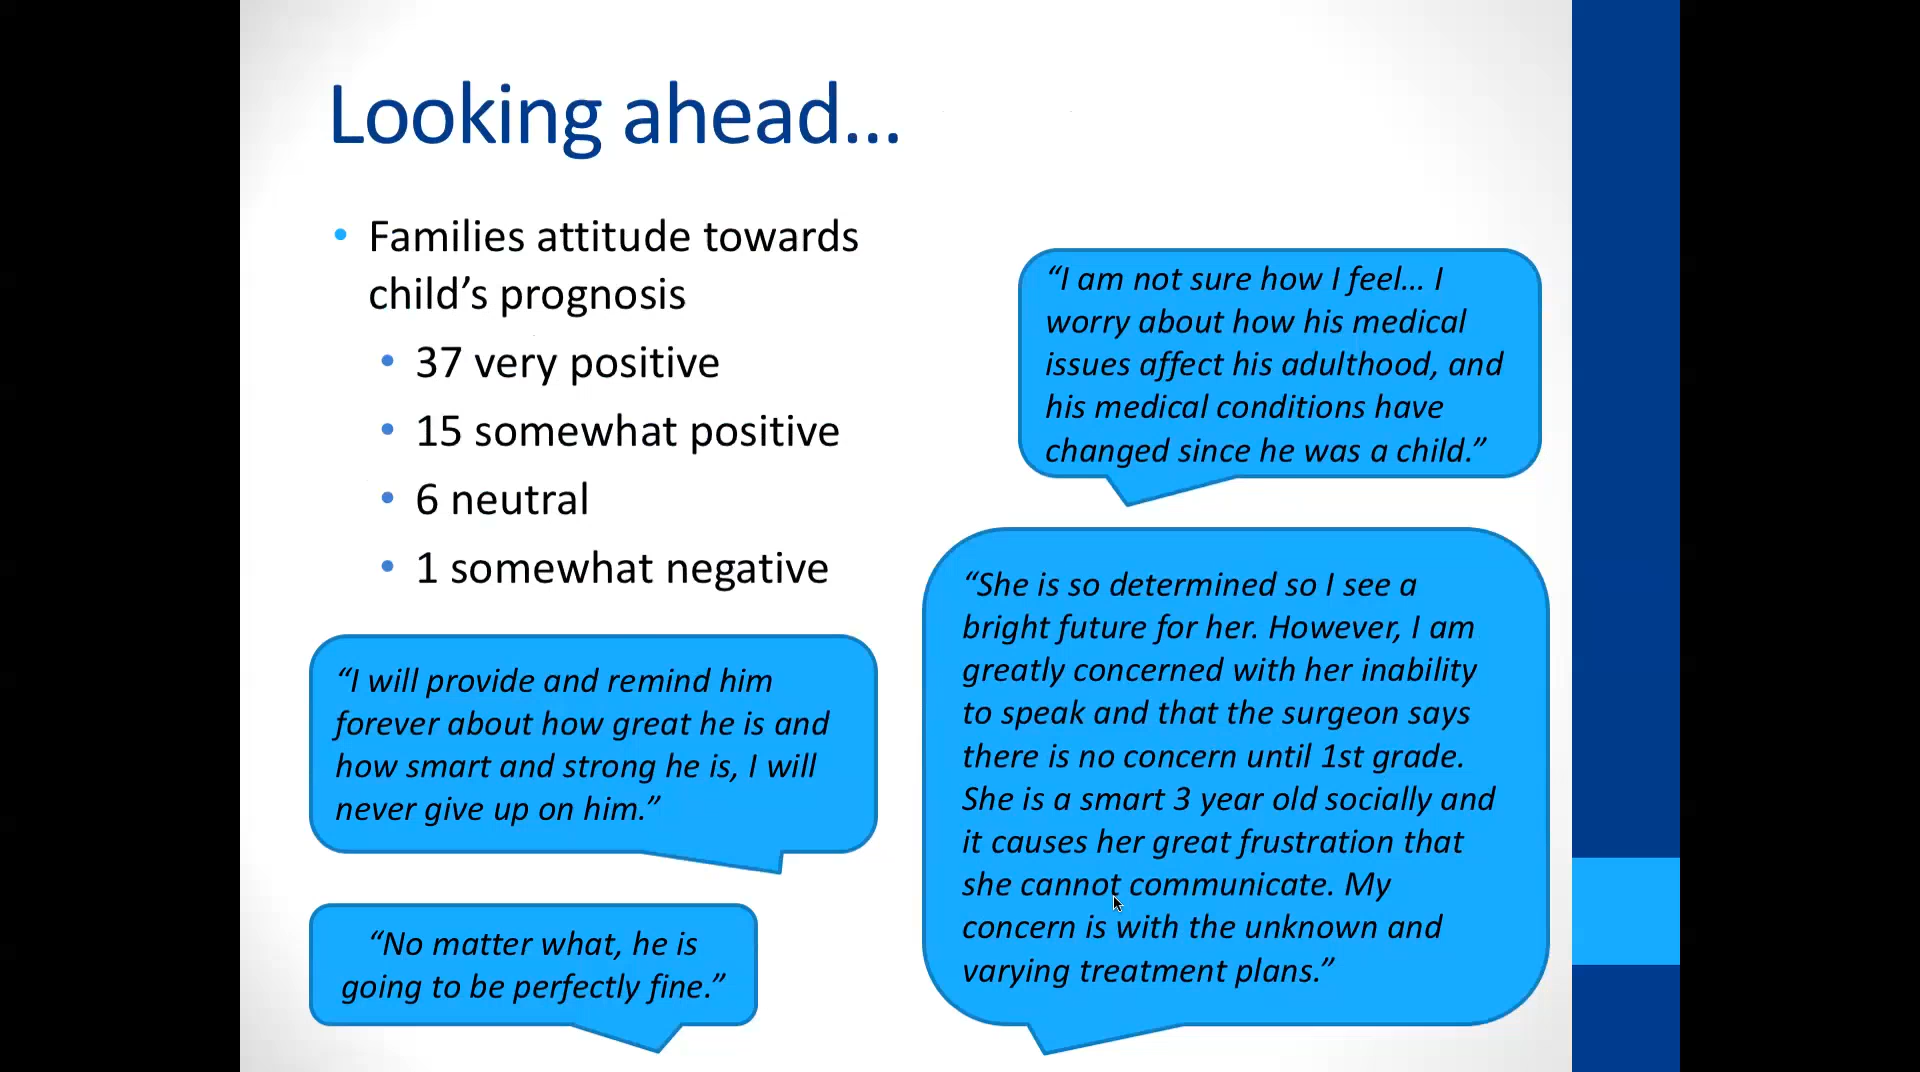 Looking ahead...
• Families attitude towards
child’s prognosis
• 37 very positive
• 15 somewhat positive
• 6 neutral
• 1 somewhat negative
“I will provide and remind him
forever about how great he is and
how smart and strong he is, I will
never give up on him.”
“No matter what, he is
going to be perfectly fine.”
“I am not sure how I feel... I
worry about how his medical
issues affect his adulthood, and
his medical conditions have
changed since he was a child.”
“She is so determined so I see a
bright future for her. However, I am
greatly concerned with her inability
to speak and that the surgeon says
there is no concern until 1st grade.
She is a smart 3 year old socially and
it causes her great frustration that
she cannot communicate. My
concern is with the unknown and
varying treatment plans.”